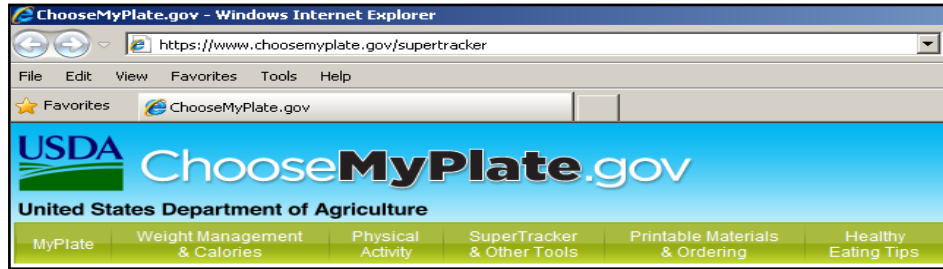 ChooseMyPlate.gov - Windows Internet Explorer
https://www.choosemyplate.gov/supertracker
File Edit View Favorites Tools Help
Favorites ChooseMyPlate.gov
USDA ChooseMyPlate.gov
United States Department of Agriculture
MyPlate Weight Management & Calories Physical Activity SuperTracker & Other Tools Printable Materials & Ordering Healthy Eating Tips